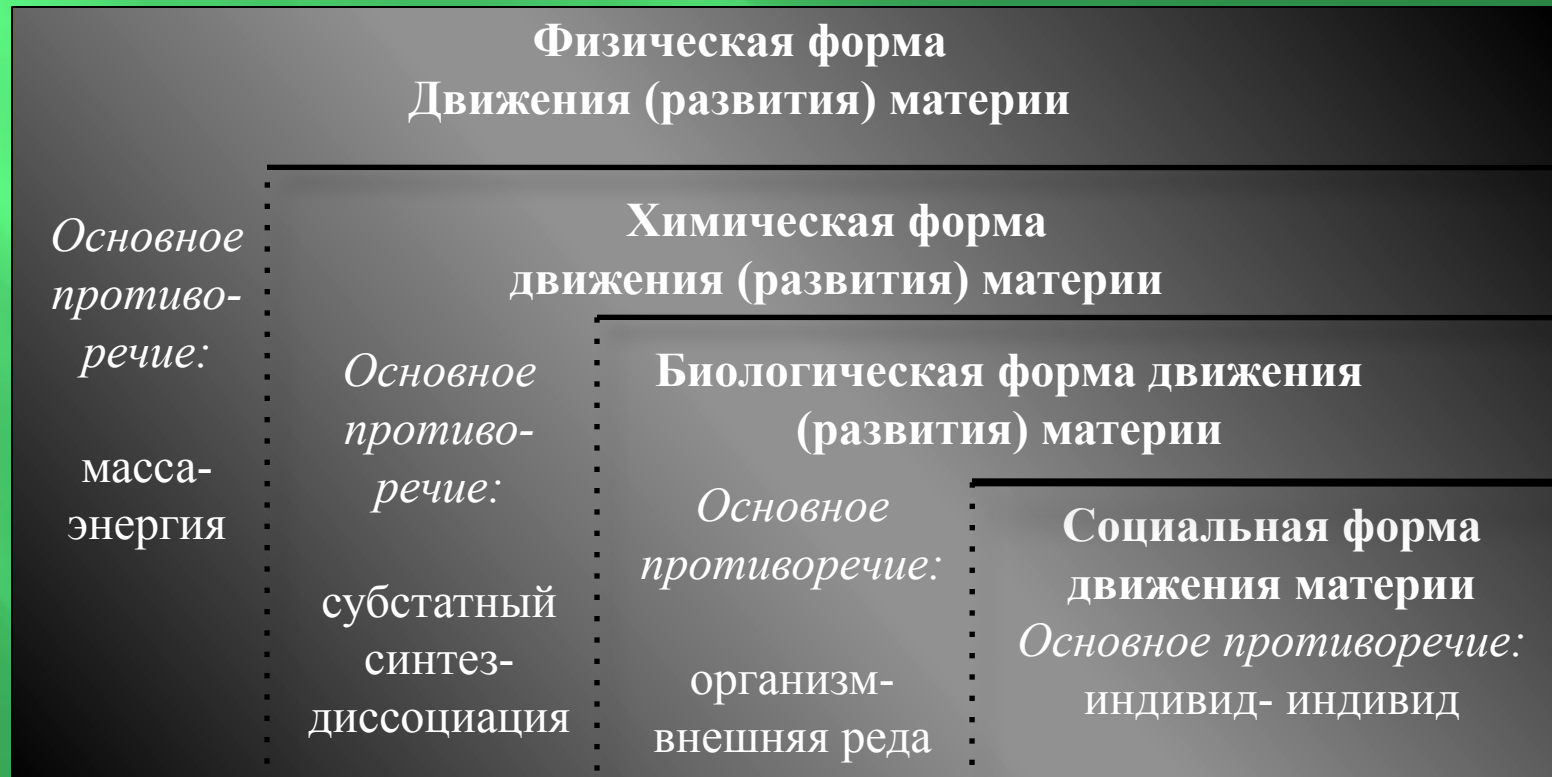 Физическая форма
Движения (развития) материи
Основное
противо-
речие:
масса-
энергия
Химическая форма
движения (развития) материи
Основное
противо-
речие:
субстатный
синтез-
диссоциация
Биологическая форма движения
(развития) материи
Основное
противоречие:
организм-
внешняя реда
Социальная форма
движения материи
Основное противоречие:
индивид- индивид